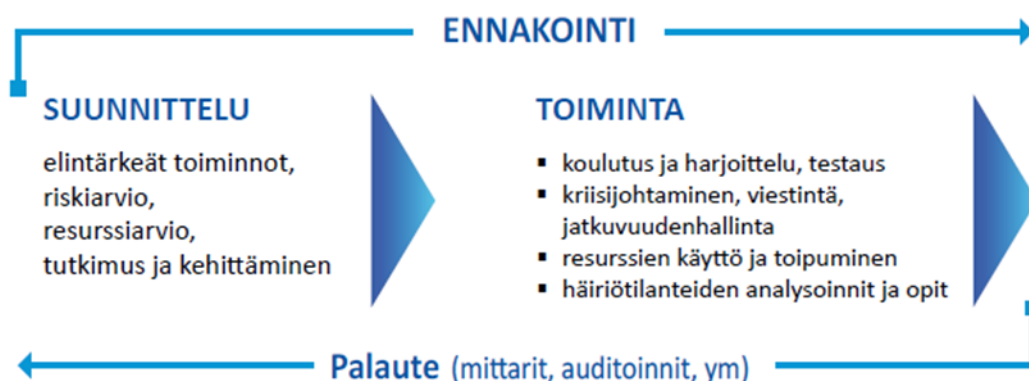 ENNAKOINTI
SUUNNITTELU
elintärkeät toiminnot,
riskiarvio,
resurssiarvio,
tutkimus ja kehittäminen
TOIMINTA
▪ koulutus ja harjoittelu, testaus
▪ kriisijohtaminen, viestintä,
jatkuvuudenhallinta
▪ resurssien käyttö ja toipuminen
▪ häiriötilanteiden analysoinnit ja opit
Palaute (mittarit, auditoinnit, ym)